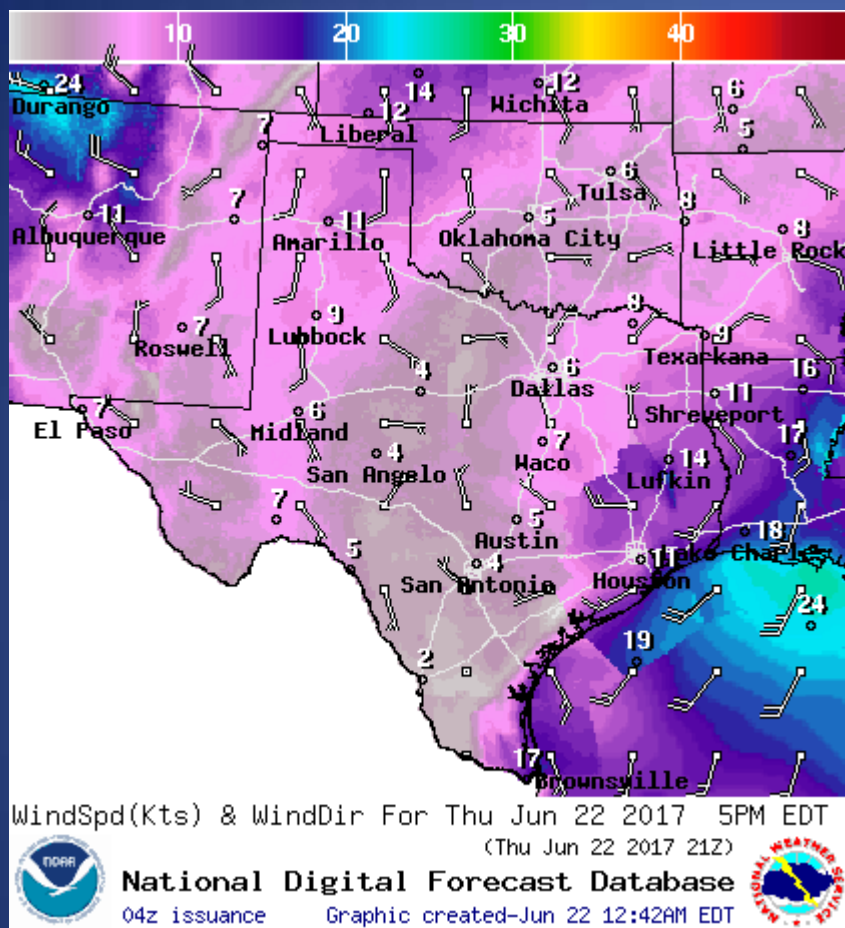 10 20 30 40
24 14 12 6
Durango 12 Wichita
7 Liberal 5
6
Tulsa
11 7 11 5 8 8
Albuquerque Amarillo Oklahoma City Little Rock
7 9 8 9
Roswell Lubbock Texarkana
4 6 16
Dallas
7 6 11
El Paso Midland Shreveport
4 7 14 17
San Angelo Waco Lufkin
7 5 18
Austin Lake Charles
5 4 11
San Antonio Houston
24
2 19
17
Brownsville
WindSpd(Kts) & WindDir For Thu Jun 22 2017 5PM EDT
(Thu Jun 22 2017 21Z)
NOAA
National Digital Forecast Database
04z issuance Graphic created-Jun 22 12:42AM EDT
NATIONAL WEATHER SERVICE